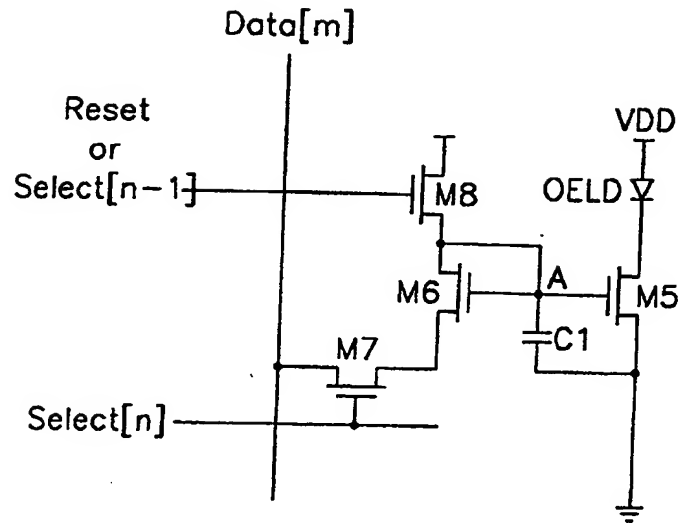 Data[m]
Reset
or
Select[n-1]
VDD
OELD
M8
M6
A
M5
C1
M7
Select[n]